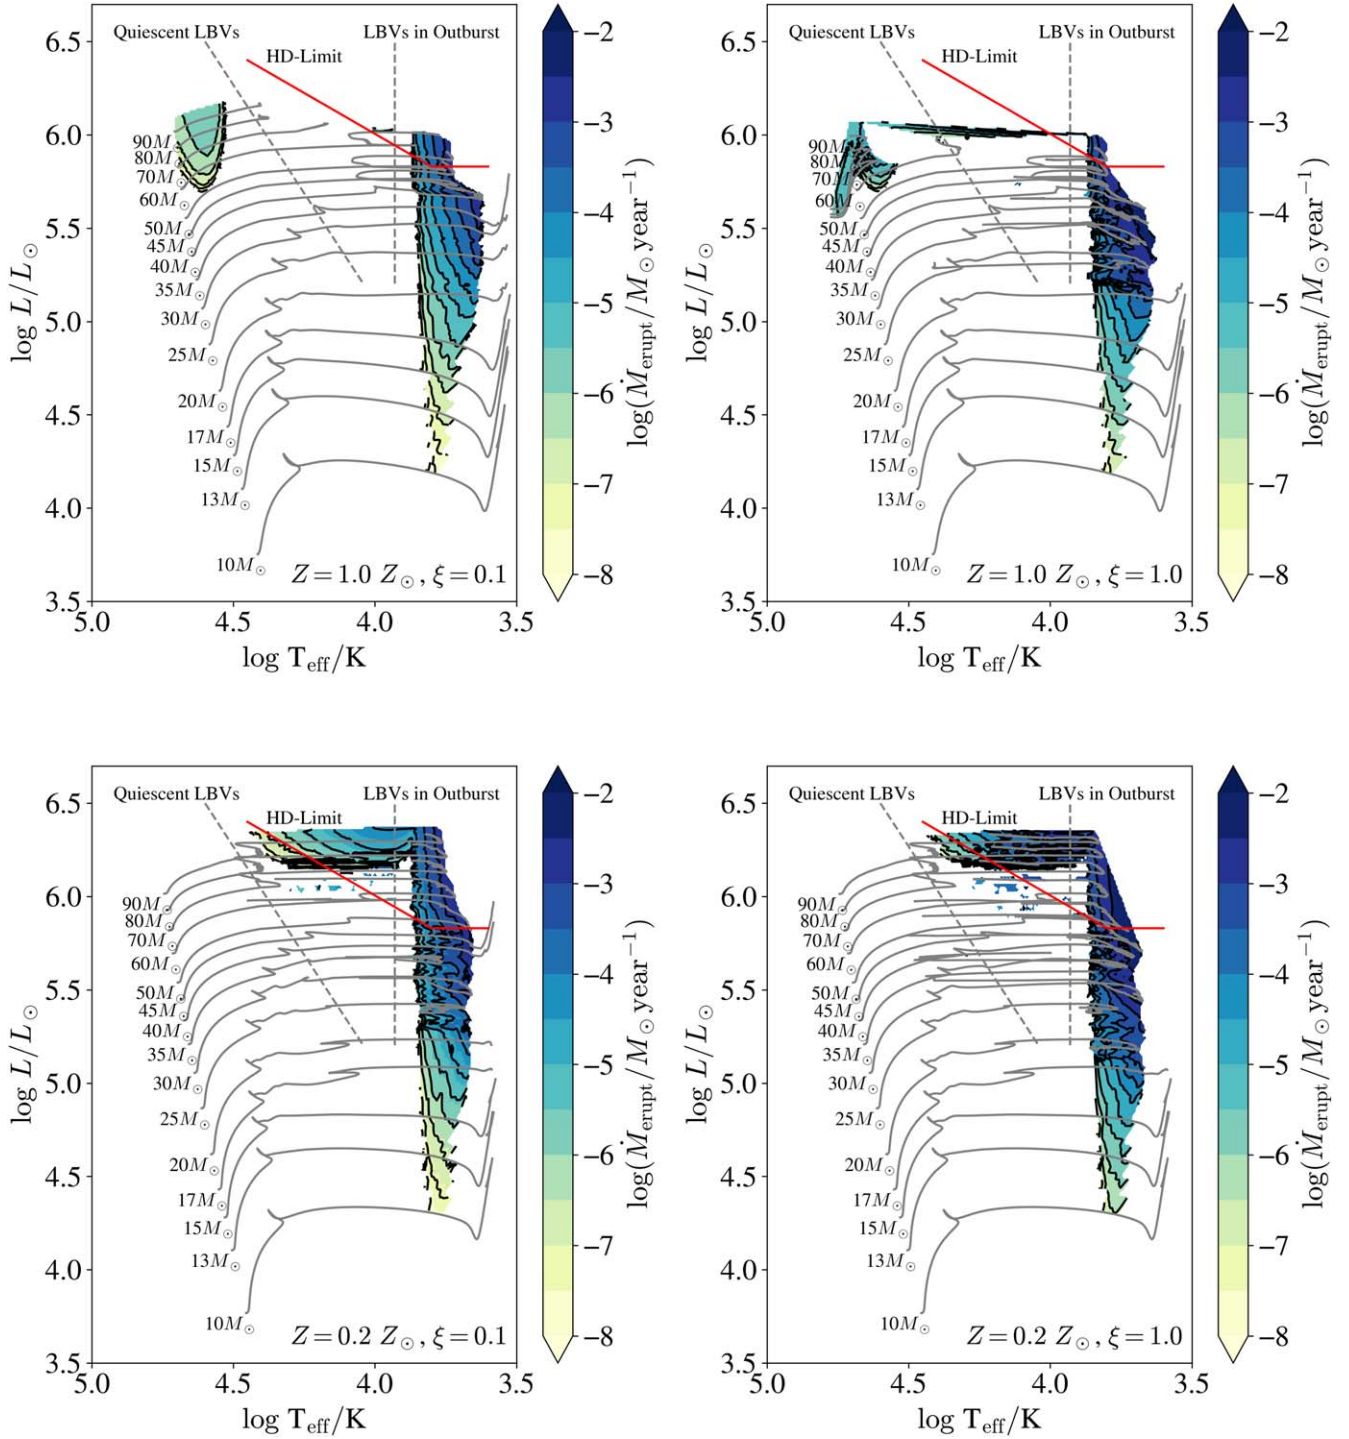 Quiescent LBVs
LBVs in Outburst
HD-Limit
6.5
6.0
5.5
5.0
4.5
4.0
3.5
log L/L⊙
90M⊙
80M⊙
70M⊙
60M⊙
50M⊙
45M⊙
40M⊙
35M⊙
30M⊙
25M⊙
20M⊙
17M⊙
15M⊙
13M⊙
10M⊙
Z = 1.0 Z⊙, ξ = 0.1
5.0 4.5 4.0 3.5
log Teff/K
−2
−3
−4
−5
−6
−7
−8
log(Ṁerupt/M⊙ year⁻¹)
Quiescent LBVs
LBVs in Outburst
HD-Limit
6.5
6.0
5.5
5.0
4.5
4.0
3.5
log L/L⊙
90M⊙
80M⊙
70M⊙
60M⊙
50M⊙
45M⊙
40M⊙
35M⊙
30M⊙
25M⊙
20M⊙
17M⊙
15M⊙
13M⊙
10M⊙
Z = 1.0 Z⊙, ξ = 1.0
5.0 4.5 4.0 3.5
log Teff/K
−2
−3
−4
−5
−6
−7
−8
log(Ṁerupt/M⊙ year⁻¹)
Quiescent LBVs
LBVs in Outburst
HD-Limit
6.5
6.0
5.5
5.0
4.5
4.0
3.5
log L/L⊙
90M⊙
80M⊙
70M⊙
60M⊙
50M⊙
45M⊙
40M⊙
35M⊙
30M⊙
25M⊙
20M⊙
17M⊙
15M⊙
13M⊙
10M⊙
Z = 0.2 Z⊙, ξ = 0.1
5.0 4.5 4.0 3.5
log Teff/K
−2
−3
−4
−5
−6
−7
−8
log(Ṁerupt/M⊙ year⁻¹)
Quiescent LBVs
LBVs in Outburst
HD-Limit
6.5
6.0
5.5
5.0
4.5
4.0
3.5
log L/L⊙
90M⊙
80M⊙
70M⊙
60M⊙
50M⊙
45M⊙
40M⊙
35M⊙
30M⊙
25M⊙
20M⊙
17M⊙
15M⊙
13M⊙
10M⊙
Z = 0.2 Z⊙, ξ = 1.0
5.0 4.5 4.0 3.5
log Teff/K
−2
−3
−4
−5
−6
−7
−8
log(Ṁerupt/M⊙ year⁻¹)